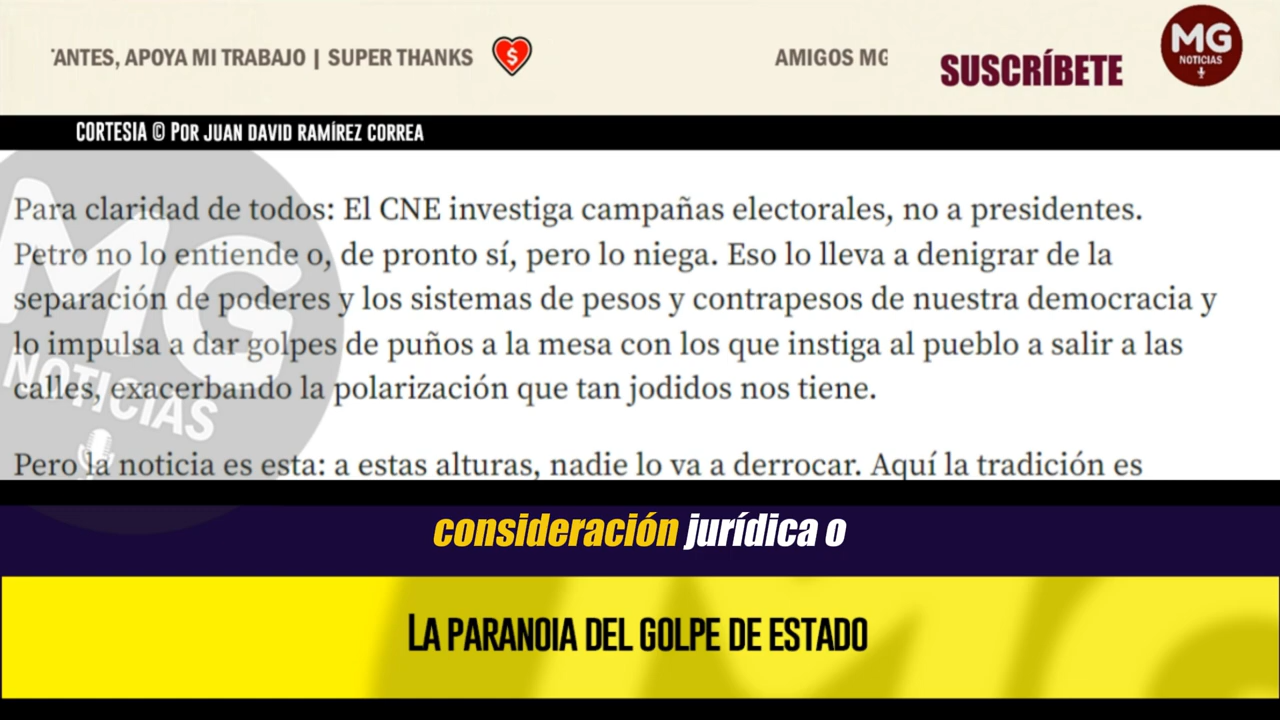 'ANTES, APOYA MI TRABAJO | SUPER THANKS
AMIGOS MG
SUSCRÍBETE
MG
NOTICIAS
CORTESIA © POR JUAN DAVID RAMÍREZ CORREA
Para claridad de todos: El CNE investiga campañas electorales, no a presidentes.
Petro no lo entiende o, de pronto sí, pero lo niega. Eso lo lleva a denigrar de la
separación de poderes y los sistemas de pesos y contrapesos de nuestra democracia y
lo impulsa a dar golpes de puños a la mesa con los que instiga al pueblo a salir a las
calles, exacerbando la polarización que tan jodidos nos tiene.
Pero la noticia es esta: a estas alturas, nadie lo va a derrocar. Aquí la tradición es
MG
NOTICIAS
consideración jurídica o
LA PARANOIA DEL GOLPE DE ESTADO